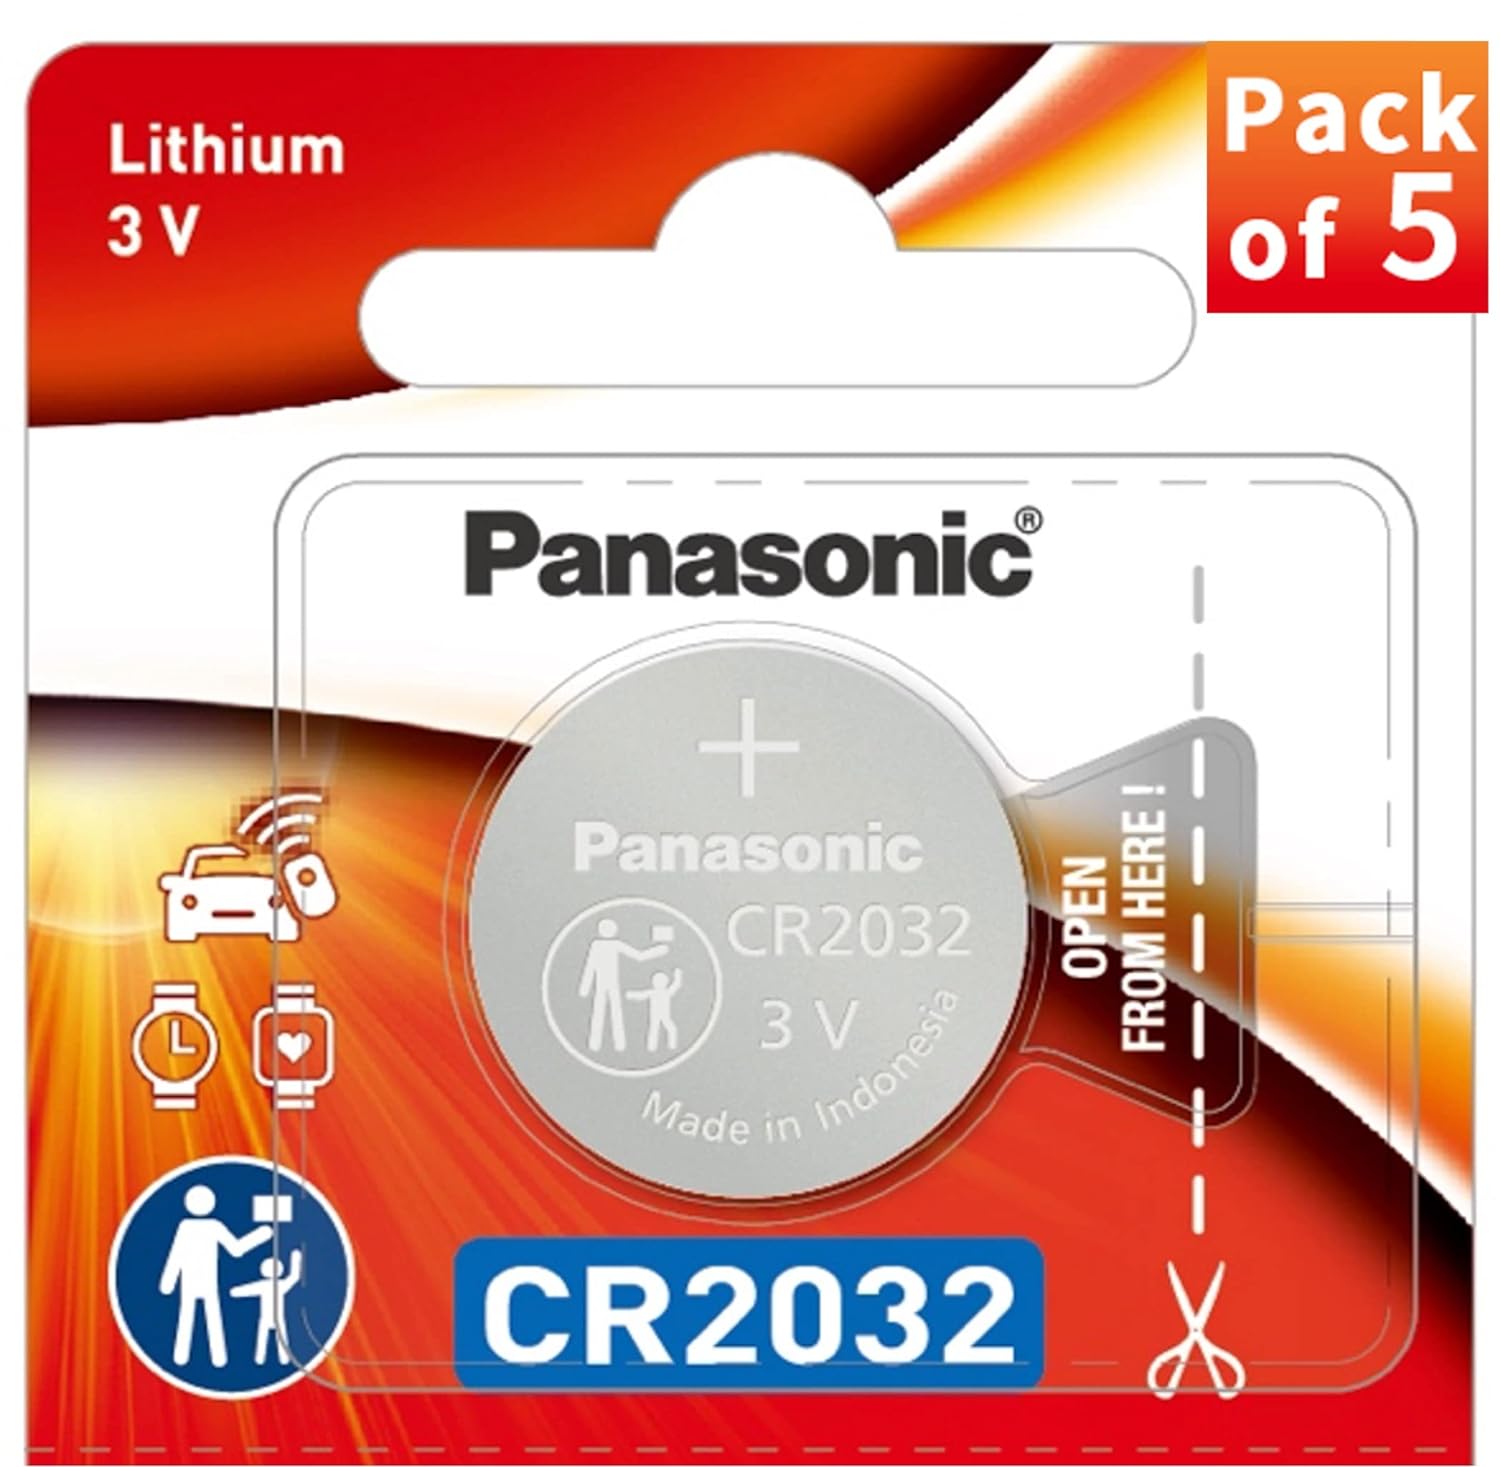 Lithium
3 V
Pack
of 5
Panasonic®
+
Panasonic
CR2032
3 V
Made in Indonesia
OPEN
FROM HERE !
CR2032